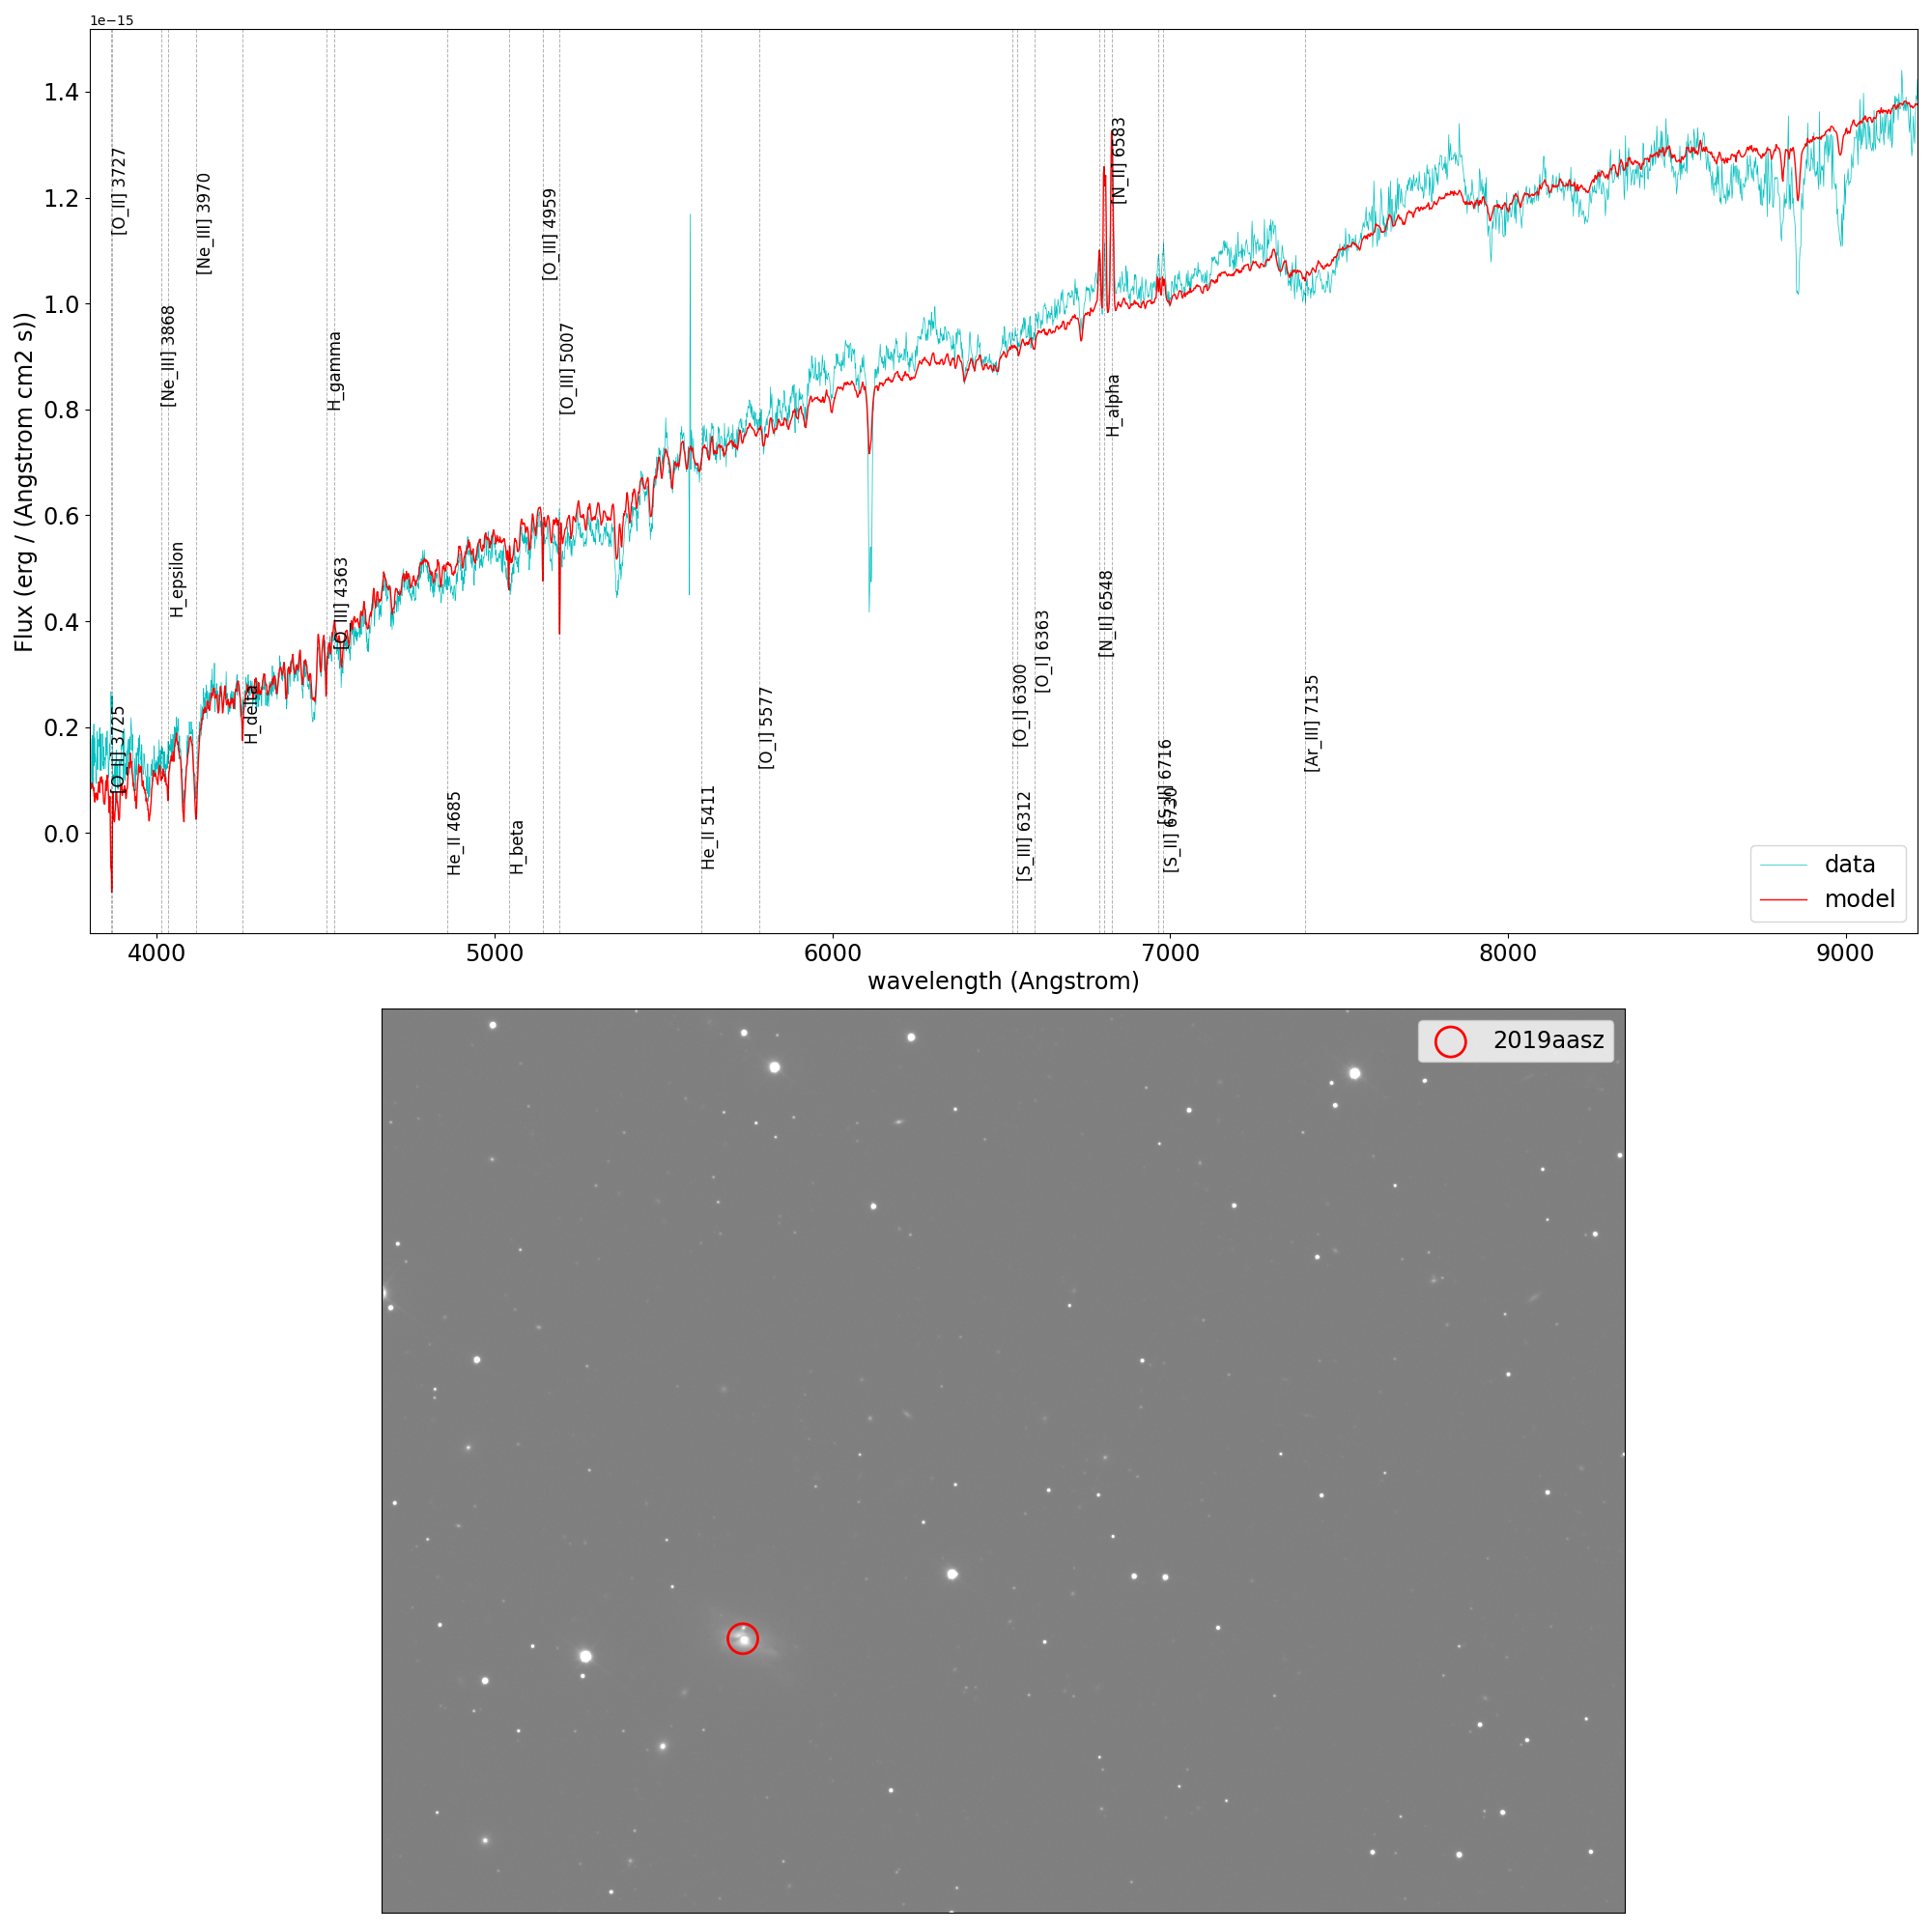 1e−15
1.4
1.2
1.0
0.8
0.6
0.4
0.2
0.0
Flux (erg / (Angstrom cm2 s))
[O_II] 3727
[O_II] 3725
[Ne_III] 3868
H_epsilon
[Ne_III] 3970
H_delta
H_gamma
[O_III] 4363
He_II 4685
H_beta
[O_III] 4959
[O_III] 5007
He_II 5411
[O_I] 5577
[O_I] 6300
[S_III] 6312
[O_I] 6363
[N_II] 6548
H_alpha
[N_II] 6583
[S_II] 6716
[S_II] 6730
[Ar_III] 7135
data
model
4000
5000
6000
7000
8000
9000
wavelength (Angstrom)
2019aasz